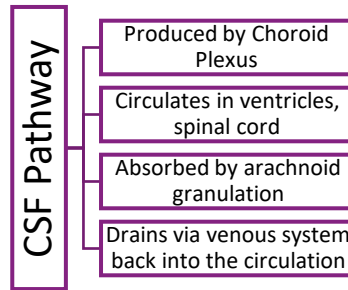 CSF Pathway
Produced by Choroid
Plexus
Circulates in ventricles,
spinal cord
Absorbed by arachnoid
granulation
Drains via venous system
back into the circulation